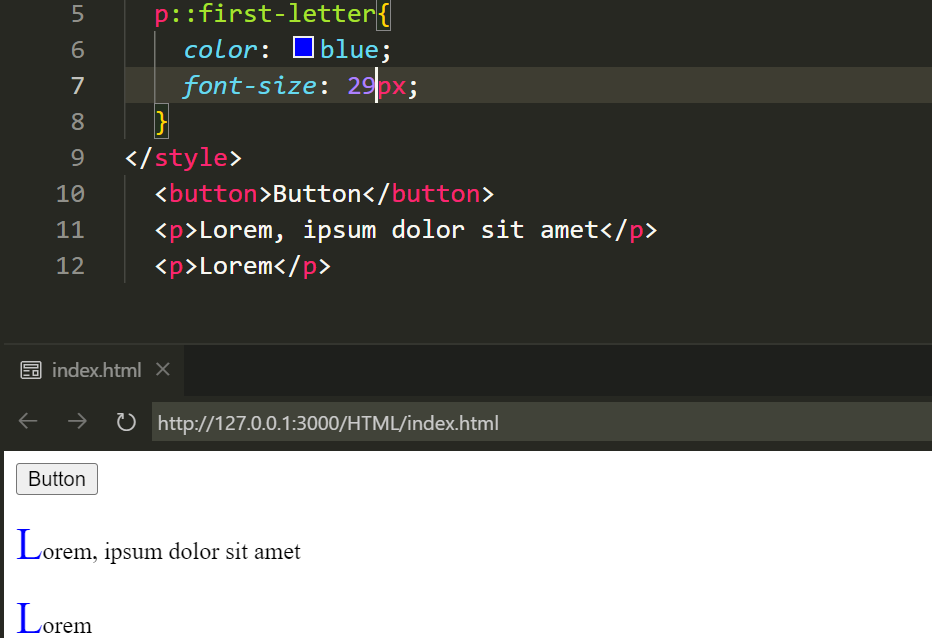 5 p::first-letter{
6 color: blue;
7 font-size: 29px;
8 }
9 </style>
10 <button>Button</button>
11 <p>Lorem, ipsum dolor sit amet</p>
12 <p>Lorem</p>
index.html
http://127.0.0.1:3000/HTML/index.html
Button
Lorem, ipsum dolor sit amet
Lorem